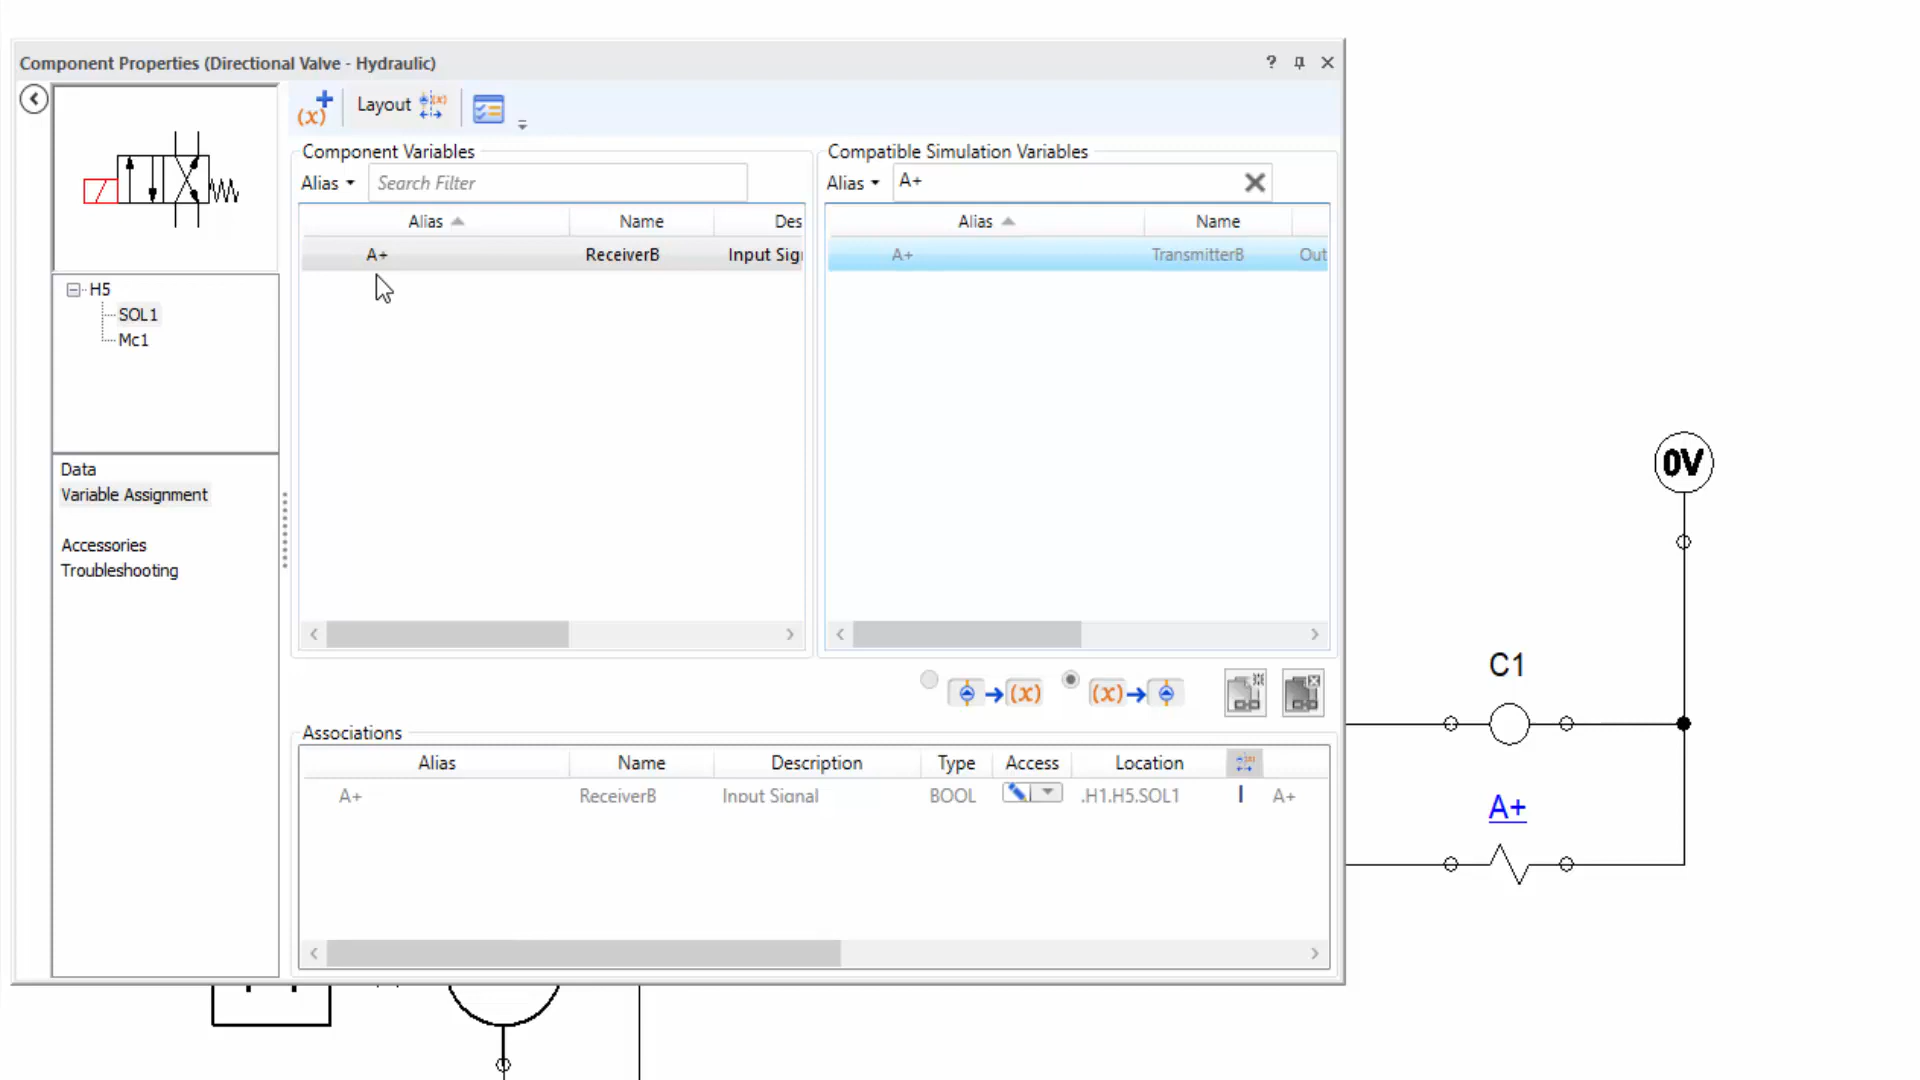 Component Properties (Directional Valve - Hydraulic)
?
(x) Layout (x)
Component Variables
Alias Search Filter
Alias Name Des
A+ ReceiverB Input Sig
Compatible Simulation Variables
Alias A+
Alias Name
A+ TransmitterB Out
H5
SOL1
Mc1
Data
Variable Assignment
Accessories
Troubleshooting
(x) (x)
Associations
Alias Name Description Type Access Location
A+ ReceiverB Input Signal BOOL .H1.H5.SOL1 A+
0V
C1
A+